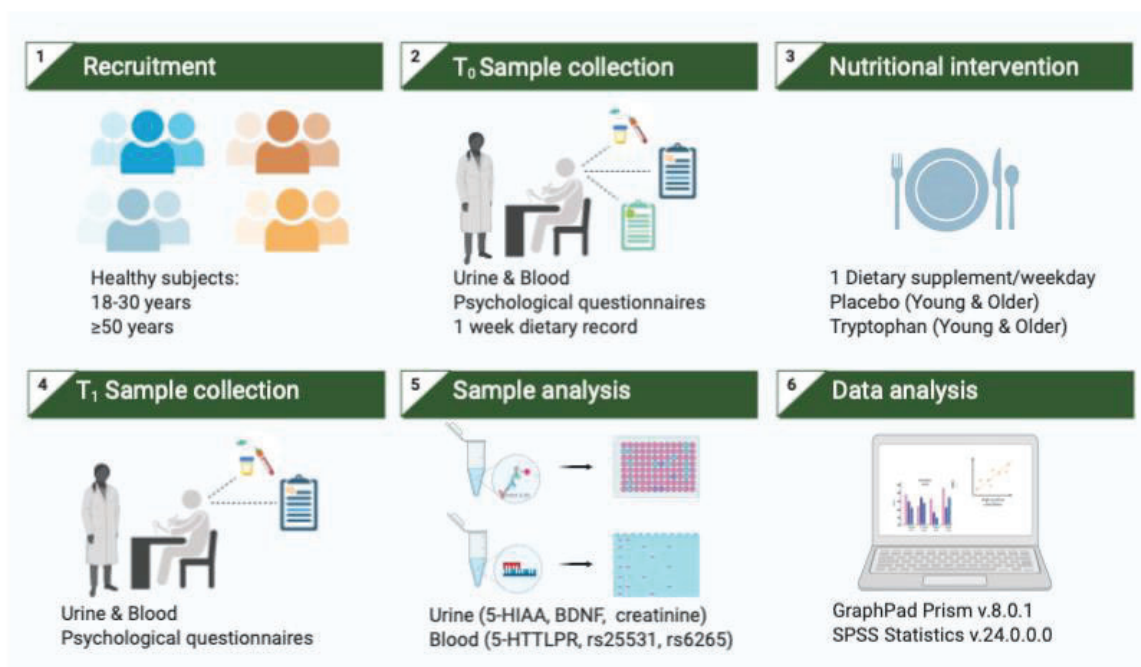 1
Recruitment
Healthy subjects:
18-30 years
≥50 years
2
T₀ Sample collection
Urine & Blood
Psychological questionnaires
1 week dietary record
3
Nutritional intervention
1 Dietary supplement/weekday
Placebo (Young & Older)
Tryptophan (Young & Older)
4
T₁ Sample collection
Urine & Blood
Psychological questionnaires
5
Sample analysis
Urine (5-HIAA, BDNF, creatinine)
Blood (5-HTTLPR, rs25531, rs6265)
6
Data analysis
GraphPad Prism v.8.0.1
SPSS Statistics v.24.0.0.0